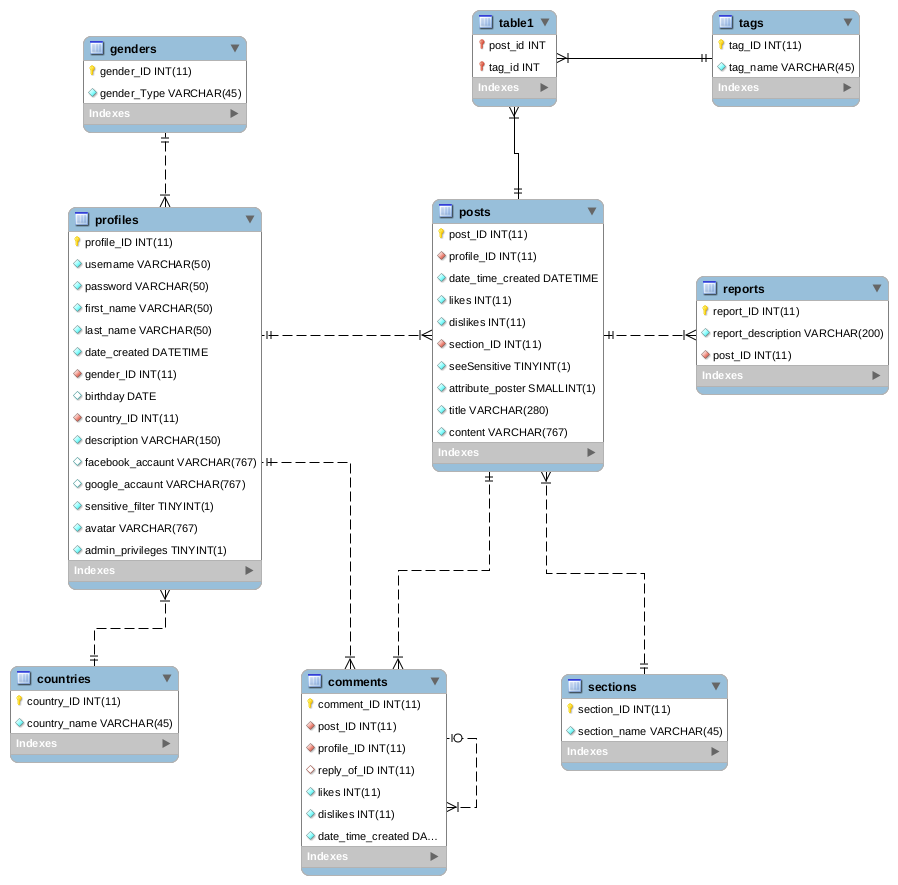 genders
gender_ID INT(11)
gender_Type VARCHAR(45)
Indexes
table1
post_id INT
tag_id INT
Indexes
tags
tag_ID INT(11)
tag_name VARCHAR(45)
Indexes
profiles
profile_ID INT(11)
username VARCHAR(50)
password VARCHAR(50)
first_name VARCHAR(50)
last_name VARCHAR(50)
date_created DATETIME
gender_ID INT(11)
birthday DATE
country_ID INT(11)
description VARCHAR(150)
facebook_accaunt VARCHAR(767)
google_accaunt VARCHAR(767)
sensitive_filter TINYINT(1)
avatar VARCHAR(767)
admin_privileges TINYINT(1)
Indexes
posts
post_ID INT(11)
profile_ID INT(11)
date_time_created DATETIME
likes INT(11)
dislikes INT(11)
section_ID INT(11)
seeSensitive TINYINT(1)
attribute_poster SMALLINT(1)
title VARCHAR(280)
content VARCHAR(767)
Indexes
reports
report_ID INT(11)
report_description VARCHAR(200)
post_ID INT(11)
Indexes
countries
country_ID INT(11)
country_name VARCHAR(45)
Indexes
comments
comment_ID INT(11)
post_ID INT(11)
profile_ID INT(11)
reply_of_ID INT(11)
likes INT(11)
dislikes INT(11)
date_time_created DA...
Indexes
sections
section_ID INT(11)
section_name VARCHAR(45)
Indexes